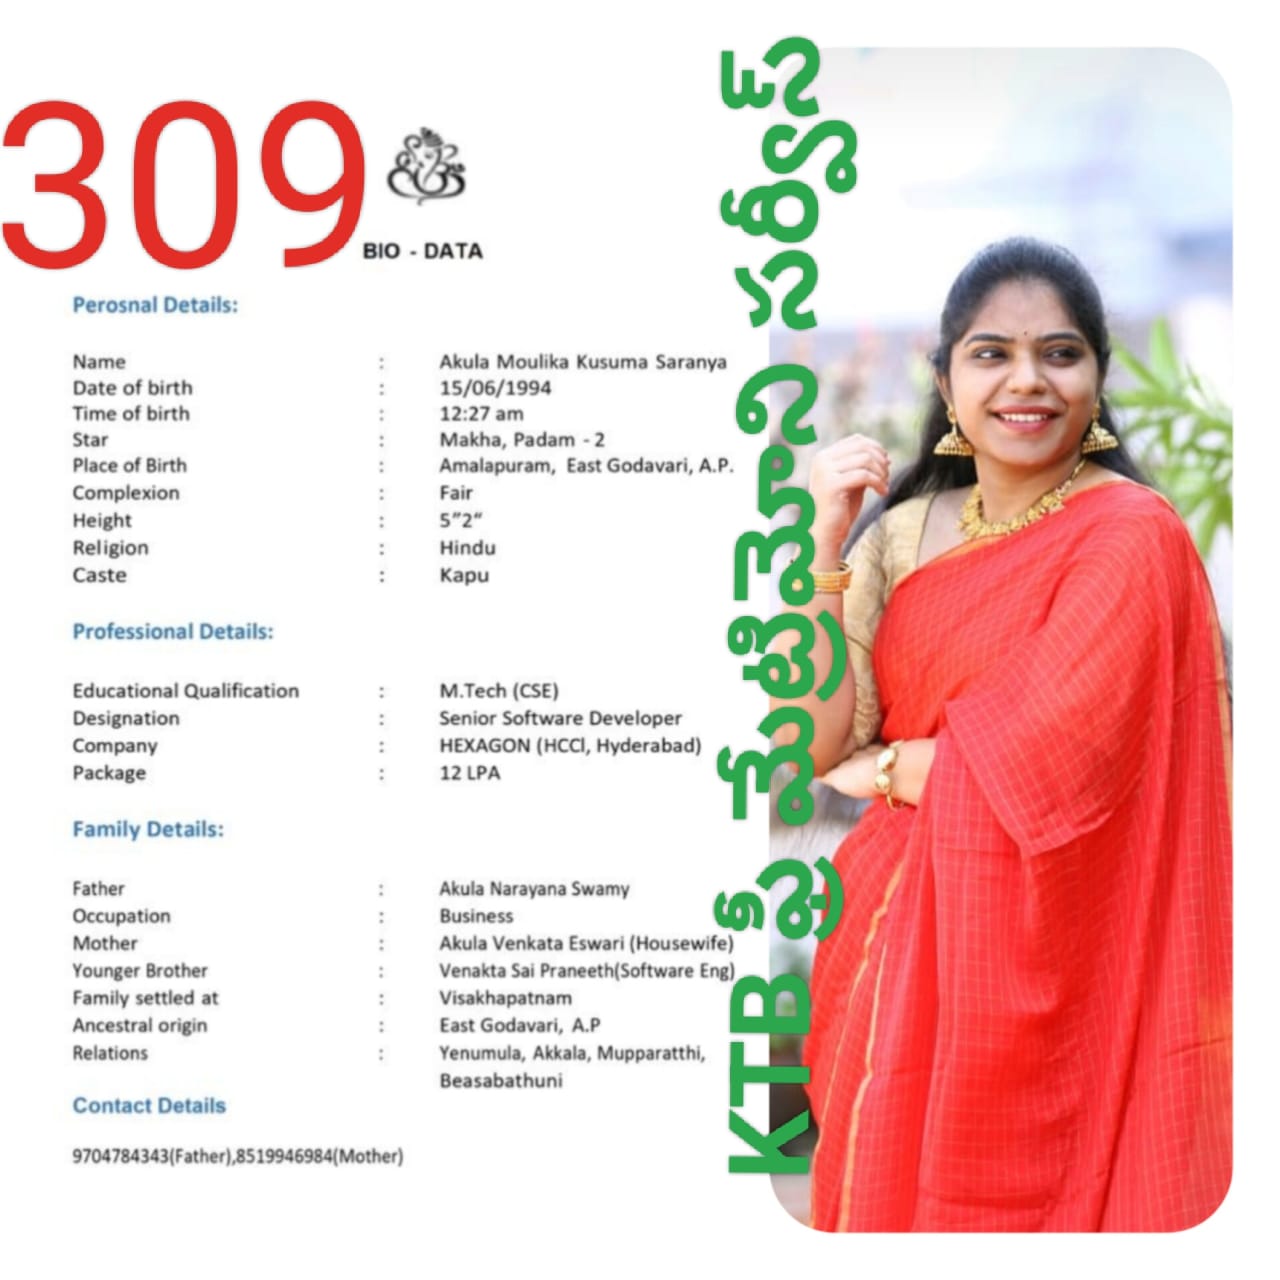 309
BIO - DATA
Perosnal Details:
Name : Akula Moulika Kusuma Saranya
Date of birth : 15/06/1994
Time of birth : 12:27 am
Star : Makha, Padam - 2
Place of Birth : Amalapuram, East Godavari, A.P.
Complexion : Fair
Height : 5”2“
Religion : Hindu
Caste : Kapu
Professional Details:
Educational Qualification : M.Tech (CSE)
Designation : Senior Software Developer
Company : HEXAGON (HCCl, Hyderabad)
Package : 12 LPA
Family Details:
Father : Akula Narayana Swamy
Occupation : Business
Mother : Akula Venkata Eswari (Housewife)
Younger Brother : Venakta Sai Praneeth(Software Eng)
Family settled at : Visakhapatnam
Ancestral origin : East Godavari, A.P
Relations : Yenumula, Akkala, Mupparatthi,
Beasabathuni
Contact Details
9704784343(Father),8519946984(Mother)
KTB ఫ్రీ మేట్రిమోని సర్వీస్